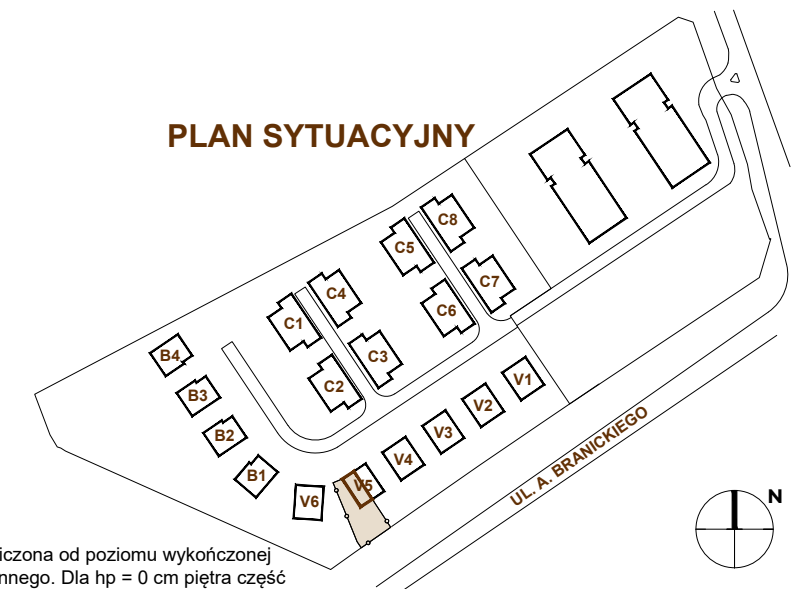 PLAN SYTUACYJNY
C8
C5
C7
C4
C6
C1
C3
B4
C2
V1
B3
V2
B2
V3
V4
B1
V5
V6
UL. A. BRANICKIEGO
N
iczona od poziomu wykończonej
nnego. Dla hp = 0 cm piętra część